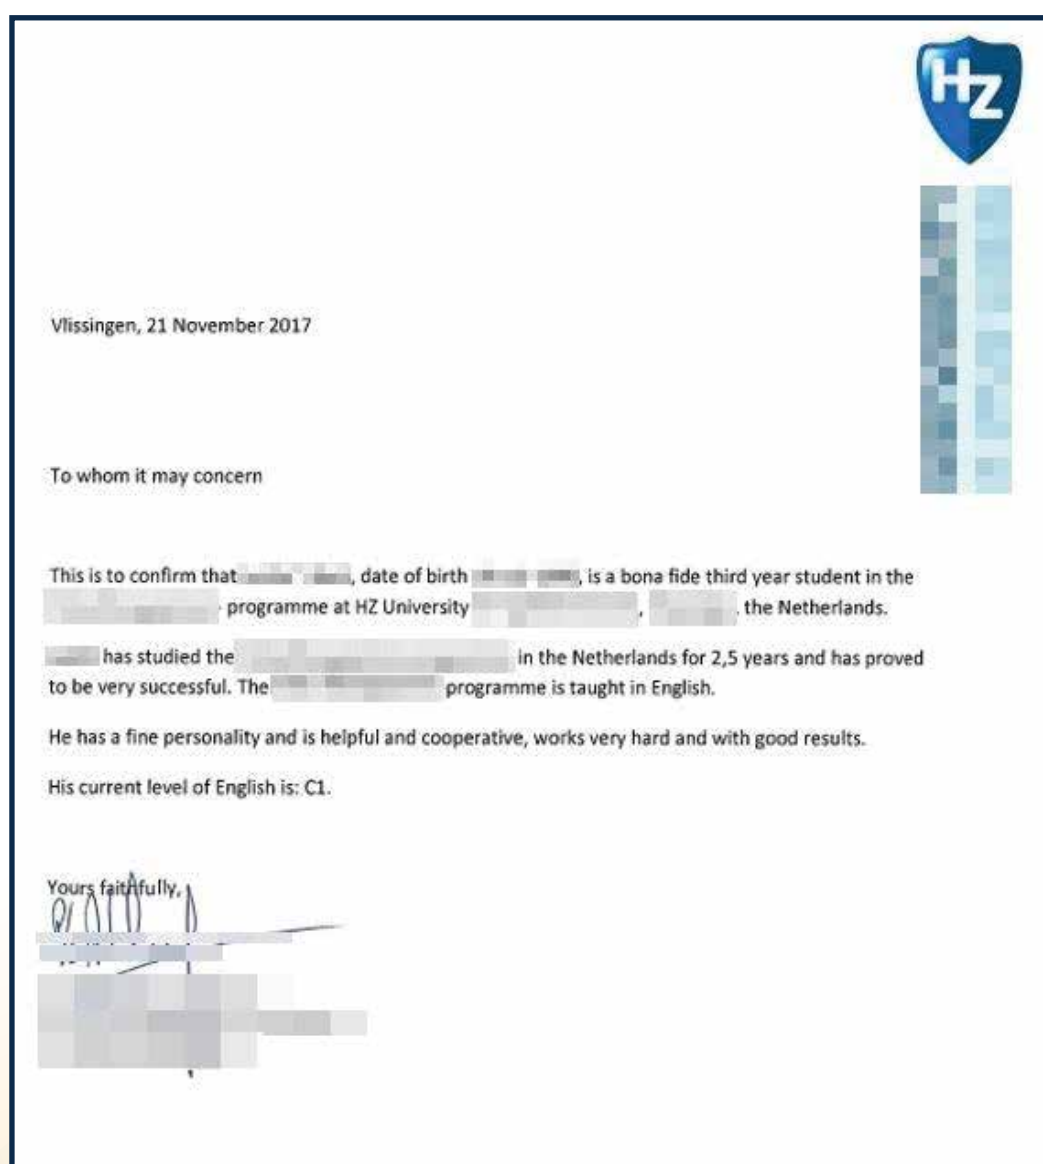 HZ
Vlissingen, 21 November 2017
To whom it may concern
This is to confirm that , date of birth , is a bona fide third year student in the
programme at HZ University , , the Netherlands.
has studied the in the Netherlands for 2,5 years and has proved
to be very successful. The programme is taught in English.
He has a fine personality and is helpful and cooperative, works very hard and with good results.
His current level of English is: C1.
Yours faithfully,